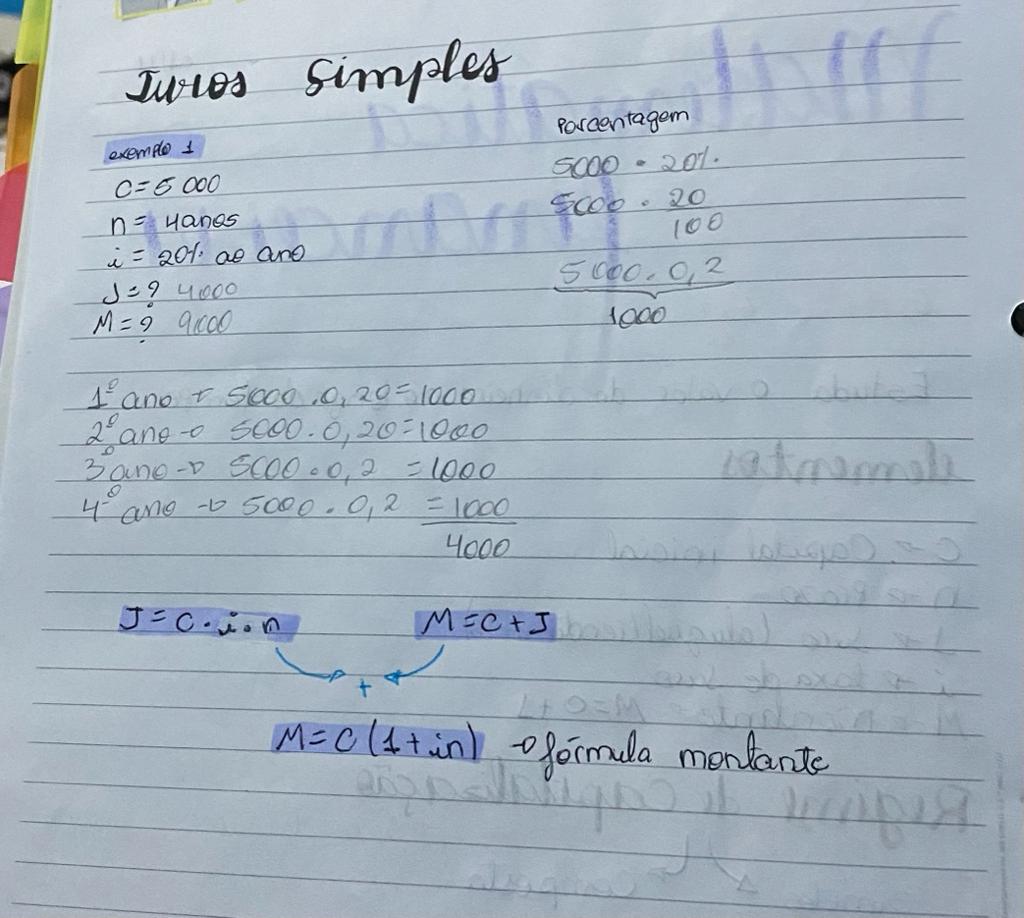 Juros Simples
exemplo 1
C = 5 000
n = 4 anos
i = 20% ao ano
J = ? 4000
M = ? 9000
Porcentagem
5000 . 20%
5000 . 20
100
5000 . 0,2
1000
1º ano → 5000 . 0,20 = 1000
2º ano → 5000 . 0,20 = 1000
3º ano → 5000 . 0,2 = 1000
4º ano → 5000 . 0,2 = 1000
4000
J = C . i . n
M = C + J
+
M = C (1 + in) → fórmula montante